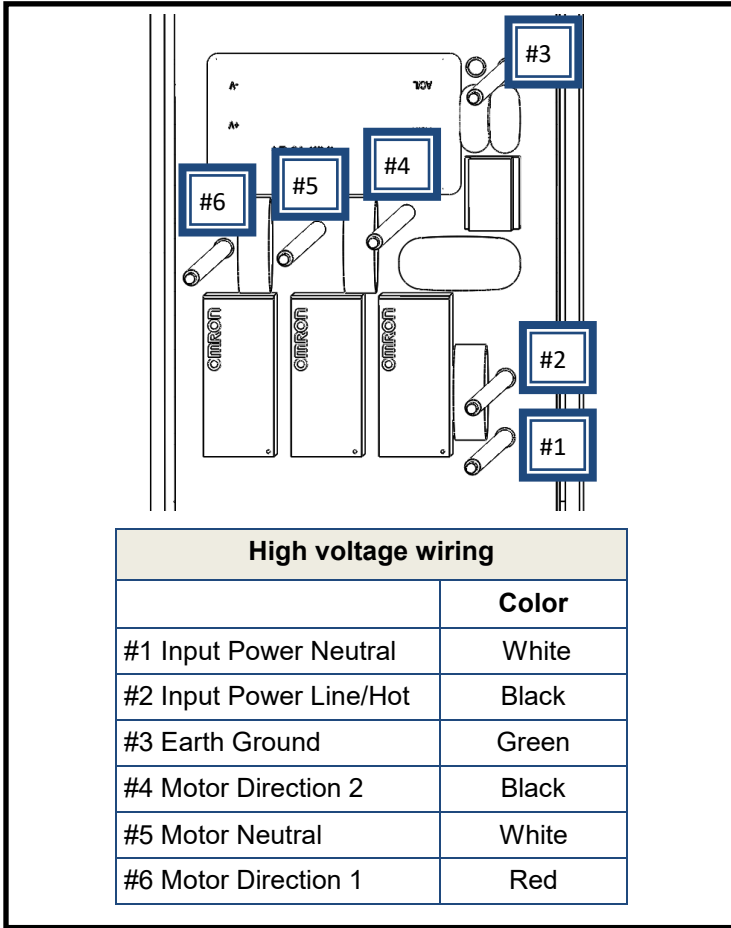 #3
-V
AC/L
+V
#4
#5
#6
OMRON
OMRON
OMRON
#2
#1
High voltage wiring
Color
#1 Input Power Neutral White
#2 Input Power Line/Hot Black
#3 Earth Ground Green
#4 Motor Direction 2 Black
#5 Motor Neutral White
#6 Motor Direction 1 Red